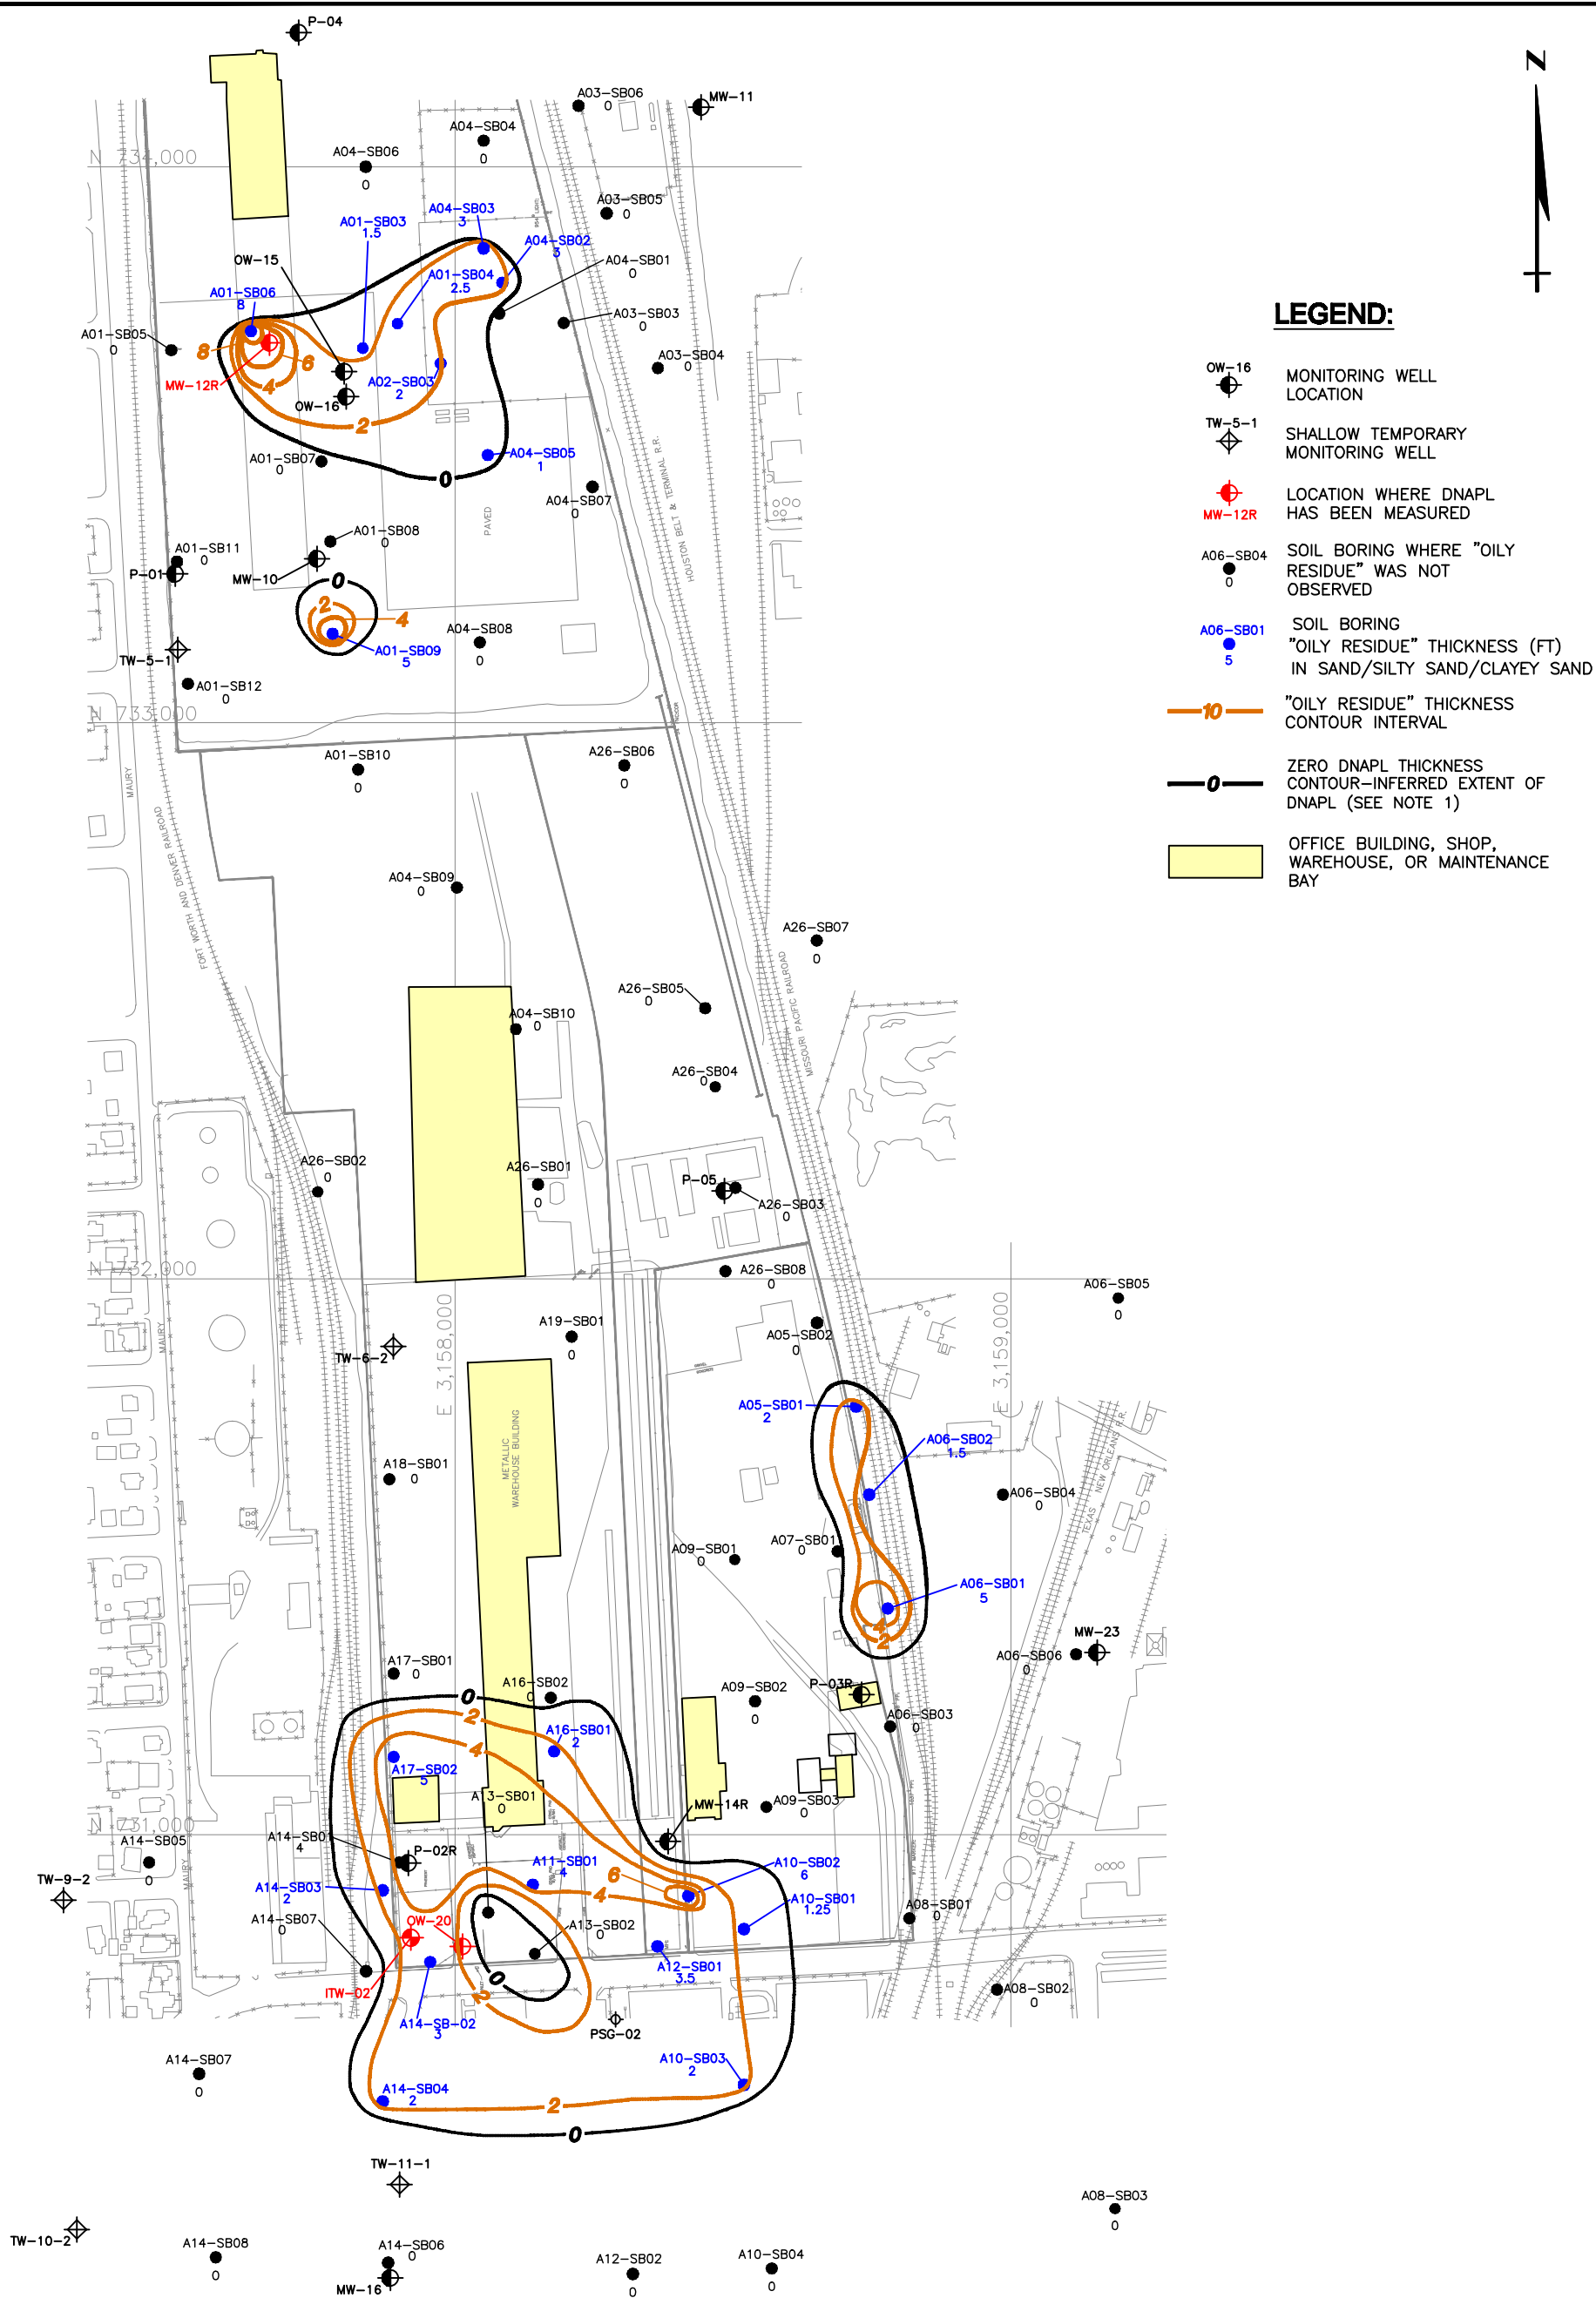 P-04
N
A03-SB06
0
MW-11
A04-SB04
0
N 734,000
A04-SB06
0
A03-SB05
0
A04-SB03
3
A01-SB03
1.5
A04-SB02
3
OW-15
A04-SB01
0
A01-SB04
2.5
A01-SB06
8
A03-SB03
0
A01-SB05
0
8
6
4
A03-SB04
0
MW-12R
A02-SB03
2
OW-16
2
A01-SB07
0
A04-SB05
1
0
A04-SB07
0
PAVED
HOUSTON BELT & TERMINAL R.R.
A01-SB08
0
A01-SB11
0
P-01
MW-10
0
2
4
A04-SB08
0
A01-SB09
5
TW-5-1
A01-SB12
0
N 733,000
LEGEND:
OW-16
MONITORING WELL
LOCATION
TW-5-1
SHALLOW TEMPORARY
MONITORING WELL
MW-12R
LOCATION WHERE DNAPL
HAS BEEN MEASURED
A06-SB04
0
SOIL BORING WHERE "OILY
RESIDUE" WAS NOT
OBSERVED
A06-SB01
5
SOIL BORING
"OILY RESIDUE" THICKNESS (FT)
IN SAND/SILTY SAND/CLAYEY SAND
10
"OILY RESIDUE" THICKNESS
CONTOUR INTERVAL
0
ZERO DNAPL THICKNESS
CONTOUR-INFERRED EXTENT OF
DNAPL (SEE NOTE 1)
OFFICE BUILDING, SHOP,
WAREHOUSE, OR MAINTENANCE
BAY
A01-SB10
0
A26-SB06
0
MAURY
FORT WORTH AND DENVER RAILROAD
A04-SB09
0
A26-SB07
0
A26-SB05
0
MISSOURI PACIFIC RAILROAD
A04-SB10
0
A26-SB04
0
A26-SB02
0
A26-SB01
0
P-05
A26-SB03
0
N 732,000
A26-SB08
0
A06-SB05
0
E 3,158,000
E 3,159,000
A19-SB01
0
A05-SB02
0
MAURY
TW-6-2
METALLIC
WAREHOUSE BUILDING
A05-SB01
2
A06-SB02
1.5
A18-SB01
0
A06-SB04
0
TEXAS NEW ORLEANS R.R.
A09-SB01
0
A07-SB01
0
A06-SB01
5
4
2
MW-23
A06-SB06
0
A17-SB01
0
A16-SB02
0
0
A09-SB02
0
P-03R
A06-SB03
0
2
A16-SB01
2
4
A17-SB02
5
A13-SB01
0
MW-14R
A09-SB03
0
N 731,000
A14-SB05
0
A14-SB01
4
P-02R
MAURY
A11-SB01
4
A10-SB02
6
6
4
TW-9-2
A14-SB03
2
A10-SB01
1.25
A14-SB07
0
OW-20
A13-SB02
0
A08-SB01
0
A12-SB01
3.5
0
2
ITW-02
A08-SB02
0
A14-SB-02
3
PSG-02
A14-SB07
0
A10-SB03
2
A14-SB04
2
2
0
TW-11-1
A08-SB03
0
TW-10-2
A14-SB08
0
A14-SB06
0
MW-16
A12-SB02
0
A10-SB04
0